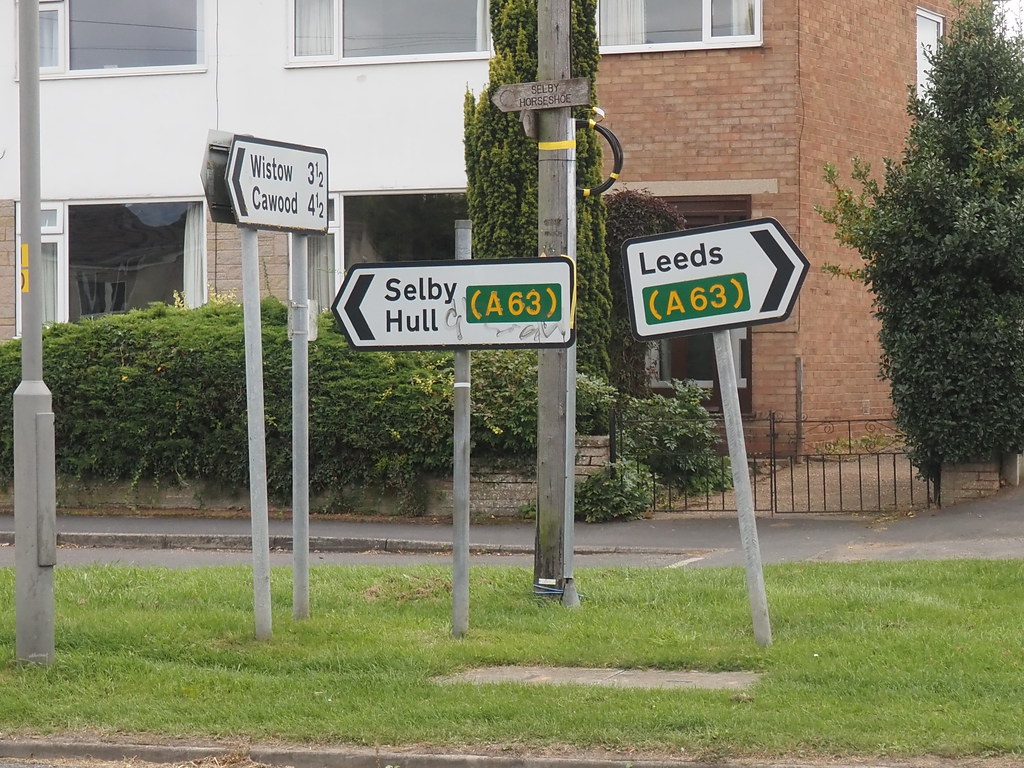 SELBY
HORSESHOE
Wistow 3½
Cawood 4½
Selby
Hull
(A 63)
Leeds
(A 63)